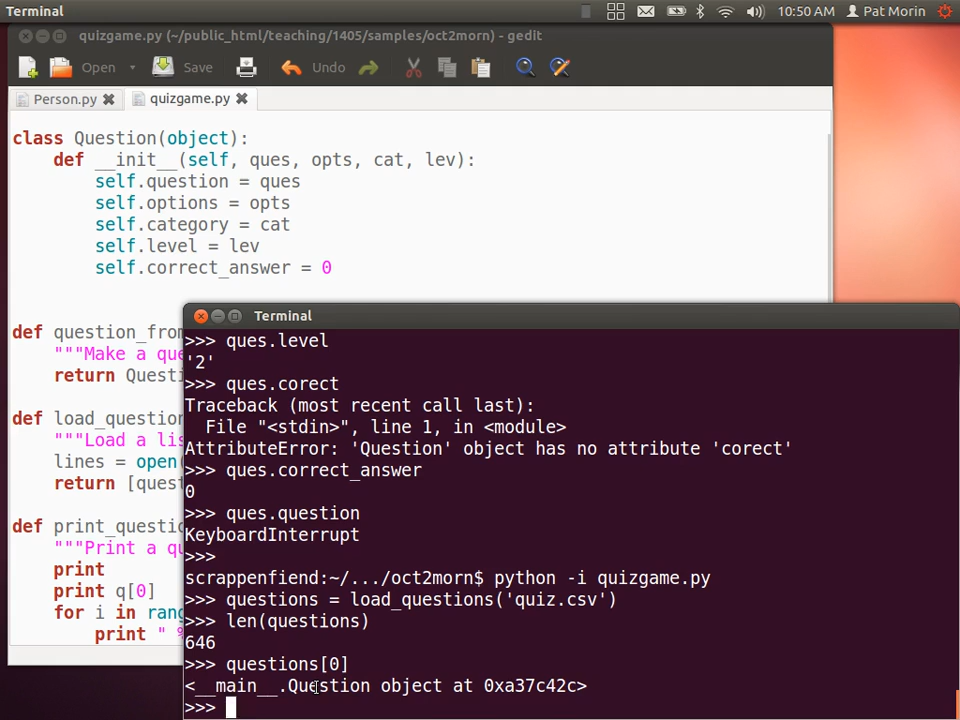 Terminal
10:50 AM
Pat Morin
quizgame.py (~/public_html/teaching/1405/samples/oct2morn) - gedit
Open
Save
Undo
Person.py
quizgame.py
class Question(object):
def __init__(self, ques, opts, cat, lev):
self.question = ques
self.options = opts
self.category = cat
self.level = lev
self.correct_answer = 0
def question_from
"""Make a que
return Questi
def load_question
"""Load a lis
lines = open(
return [quest
def print_questio
"""Print a qu
print
print q[0]
for i in rang
print " %
Terminal
>>> ques.level
'2'
>>> ques.corect
Traceback (most recent call last):
File "<stdin>", line 1, in <module>
AttributeError: 'Question' object has no attribute 'corect'
>>> ques.correct_answer
0
>>> ques.question
KeyboardInterrupt
>>>
scrappenfiend:~/.../oct2morn$ python -i quizgame.py
>>> questions = load_questions('quiz.csv')
>>> len(questions)
646
>>> questions[0]
<__main__.Question object at 0xa37c42c>
>>>